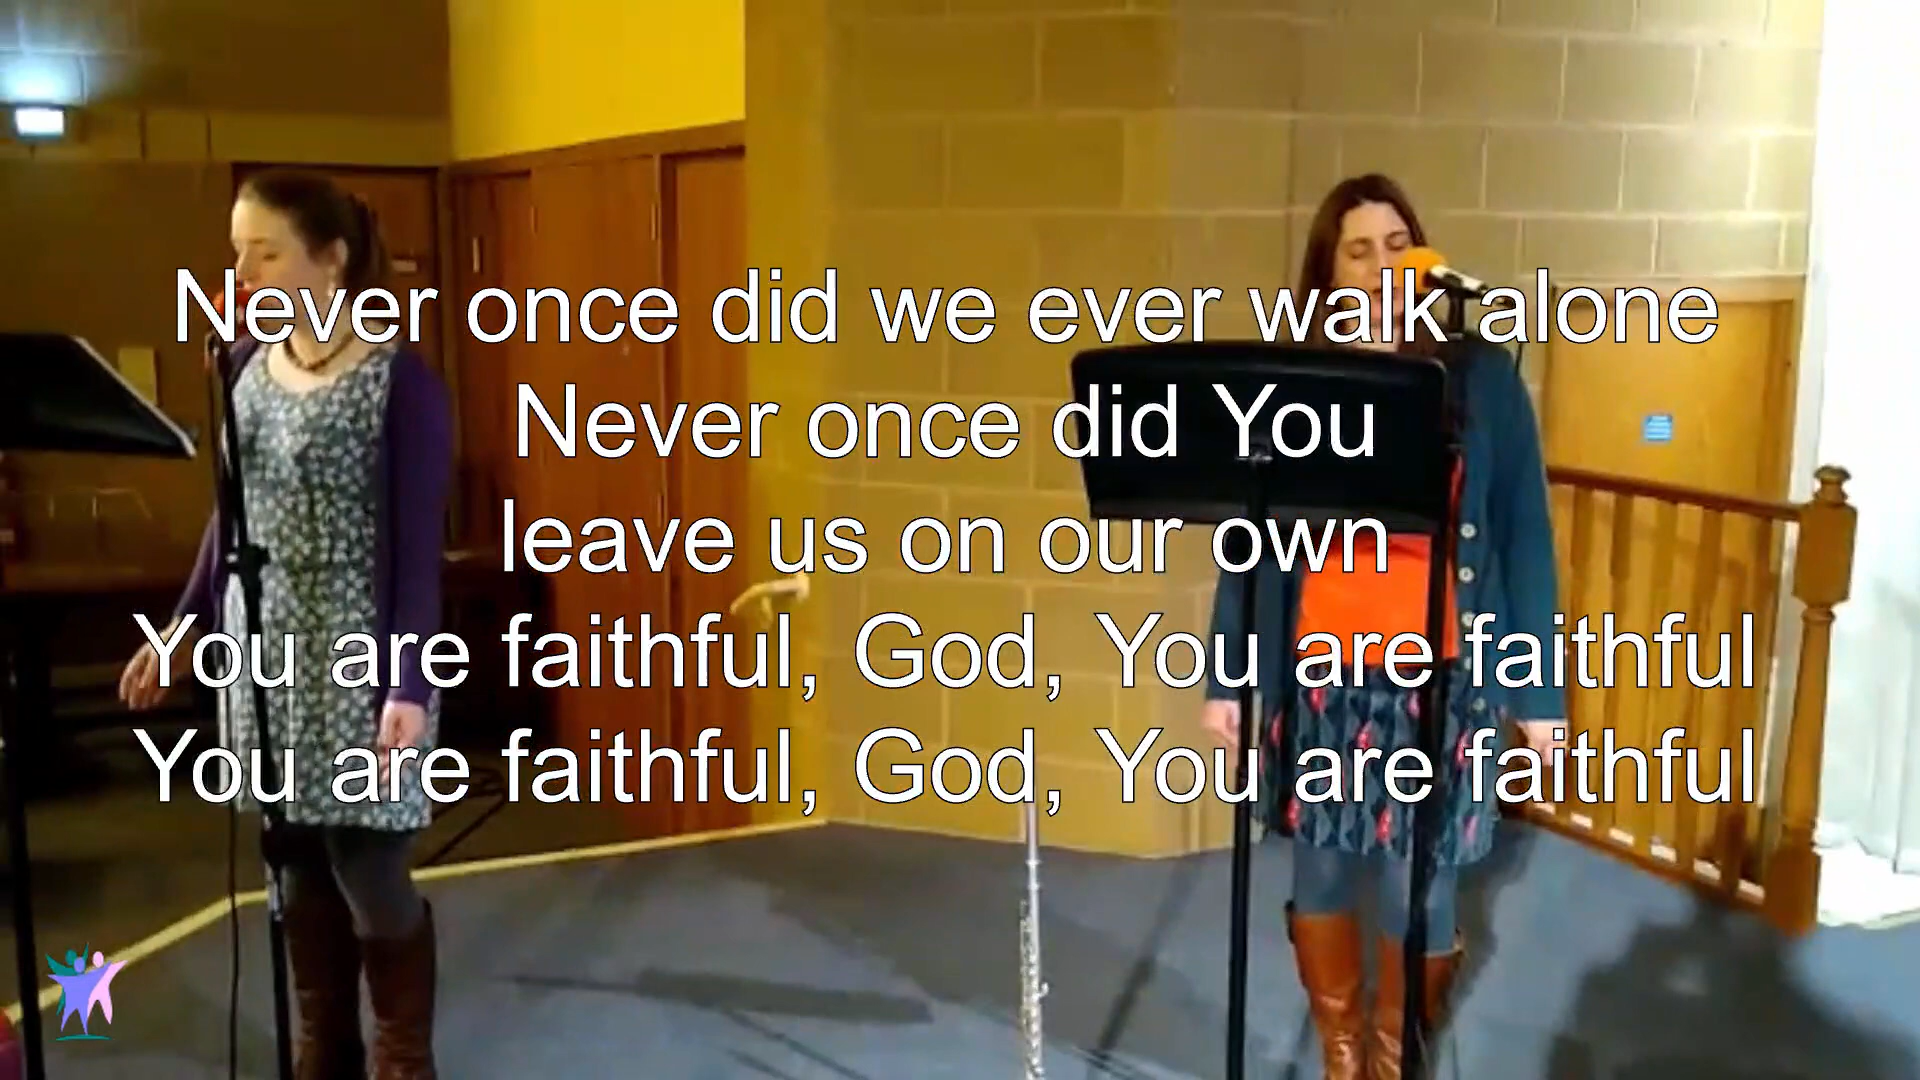 Never once did we ever walk alone
Never once did You
leave us on our own
You are faithful, God, You are faithful
You are faithful, God, You are faithful